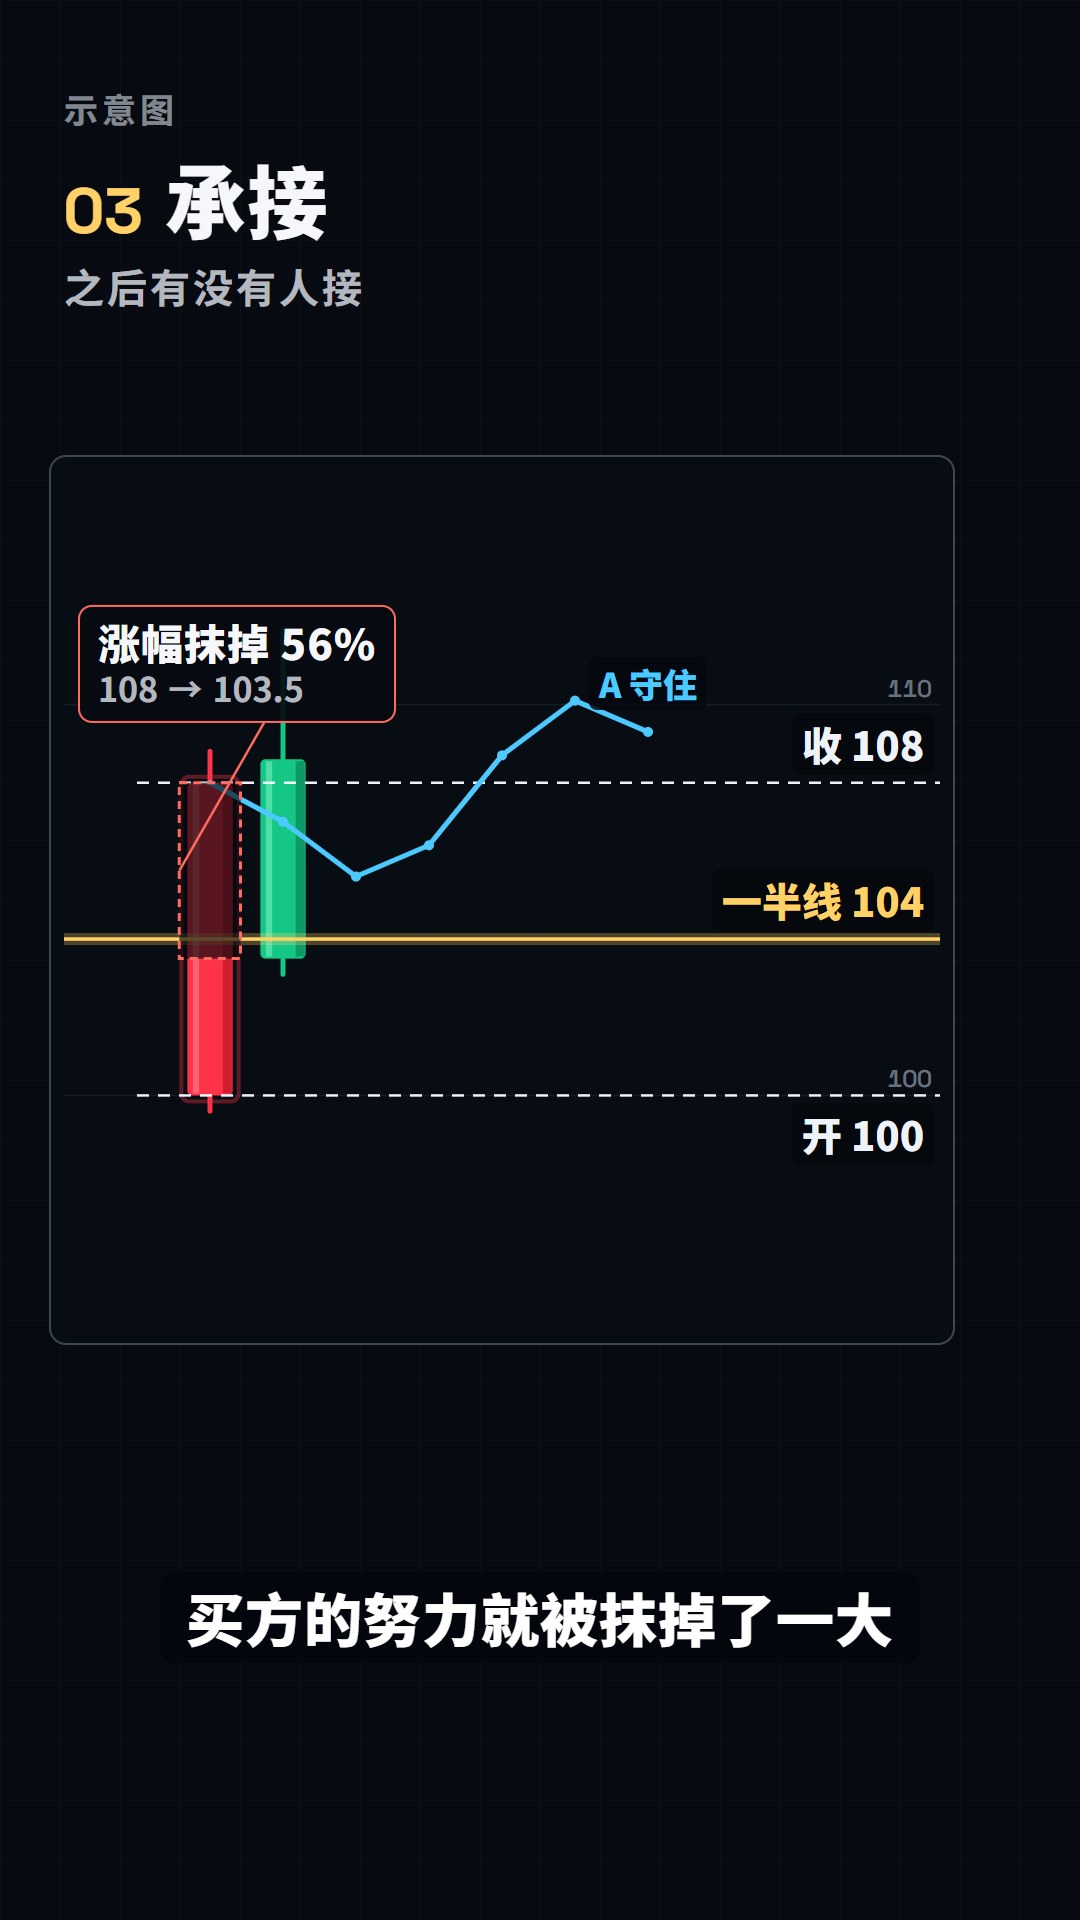 示意图
03 承接
之后有没有人接
涨幅抹掉 56%
108 → 103.5
A 守住
110
收 108
一半线 104
100
开 100
买方的努力就被抹掉了一大